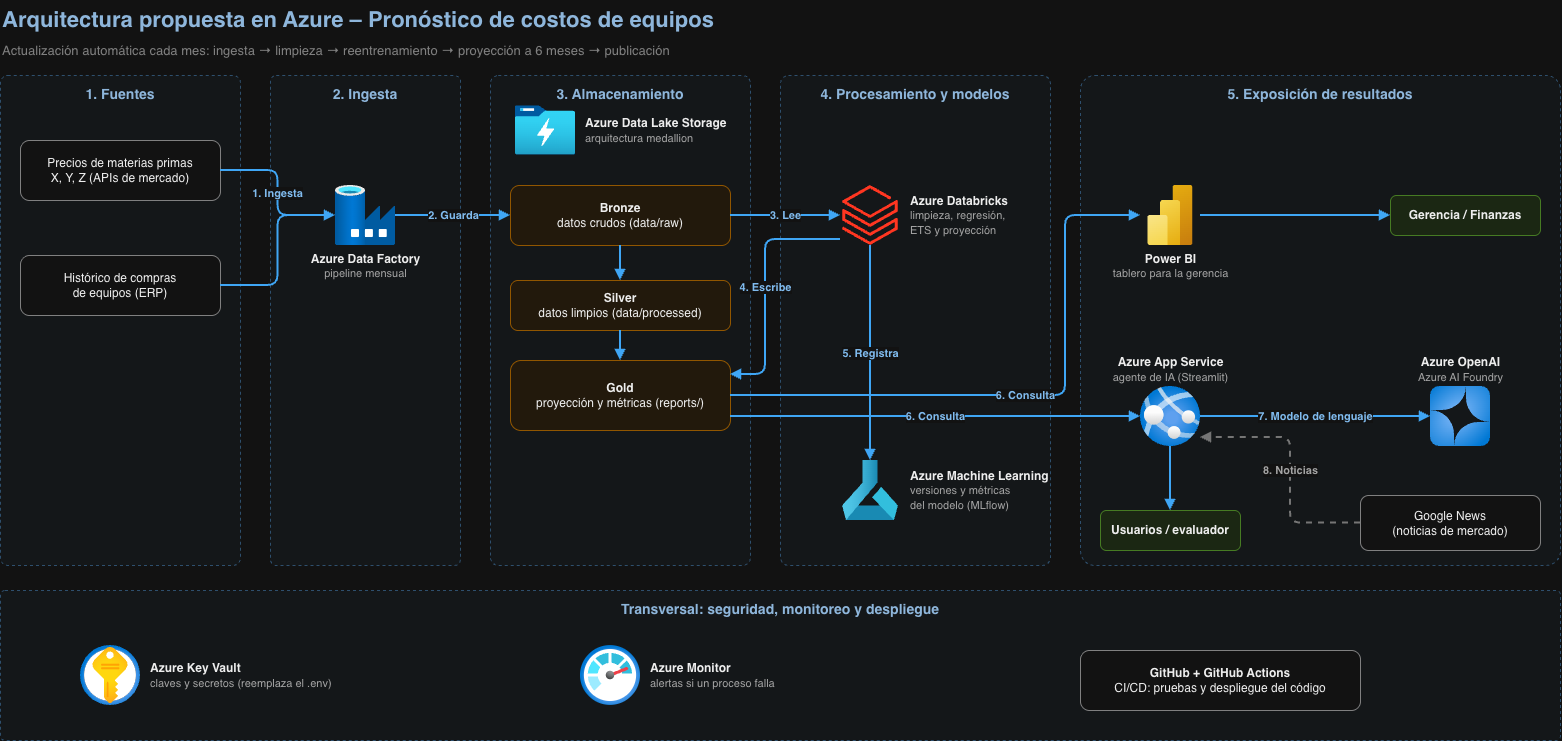 Arquitectura propuesta en Azure – Pronóstico de costos de equipos
Actualización automática cada mes: ingesta → limpieza → reentrenamiento → proyección a 6 meses → publicación
1. Fuentes
Precios de materias primas
X, Y, Z (APIs de mercado)
Histórico de compras
de equipos (ERP)
1. Ingesta
2. Ingesta
Azure Data Factory
pipeline mensual
2. Guarda
3. Almacenamiento
Azure Data Lake Storage
arquitectura medallion
Bronze
datos crudos (data/raw)
Silver
datos limpios (data/processed)
Gold
proyección y métricas (reports/)
3. Lee
4. Escribe
4. Procesamiento y modelos
Azure Databricks
limpieza, regresión,
ETS y proyección
5. Registra
6. Consulta
6. Consulta
Azure Machine Learning
versiones y métricas
del modelo (MLflow)
5. Exposición de resultados
Power BI
tablero para la gerencia
Gerencia / Finanzas
Azure App Service
agente de IA (Streamlit)
7. Modelo de lenguaje
Azure OpenAI
Azure AI Foundry
8. Noticias
Usuarios / evaluador
Google News
(noticias de mercado)
Transversal: seguridad, monitoreo y despliegue
Azure Key Vault
claves y secretos (reemplaza el .env)
Azure Monitor
alertas si un proceso falla
GitHub + GitHub Actions
CI/CD: pruebas y despliegue del código